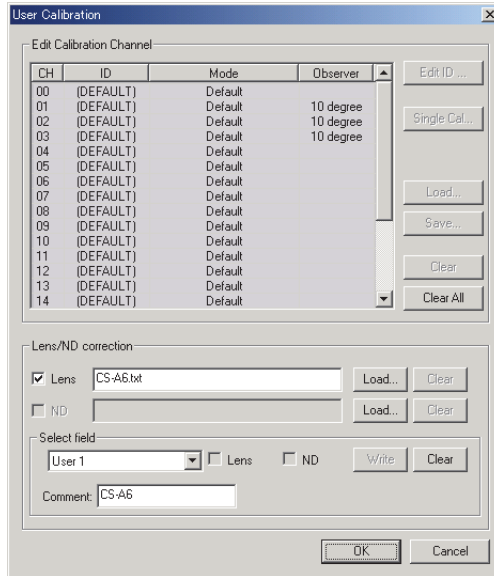 User Calibration
Edit Calibration Channel
CH ID Mode Observer
00 (DEFAULT) Default
01 (DEFAULT) Default 10 degree
02 (DEFAULT) Default 10 degree
03 (DEFAULT) Default 10 degree
04 (DEFAULT) Default
05 (DEFAULT) Default
06 (DEFAULT) Default
07 (DEFAULT) Default
08 (DEFAULT) Default
09 (DEFAULT) Default
10 (DEFAULT) Default
11 (DEFAULT) Default
12 (DEFAULT) Default
13 (DEFAULT) Default
14 (DEFAULT) Default
Edit ID ...
Single Cal...
Load...
Save...
Clear
Clear All
Lens/ND correction
Lens CS-A6.txt Load... Clear
ND Load... Clear
Select field
User 1 Lens ND Write Clear
Comment: CS-A6
OK Cancel